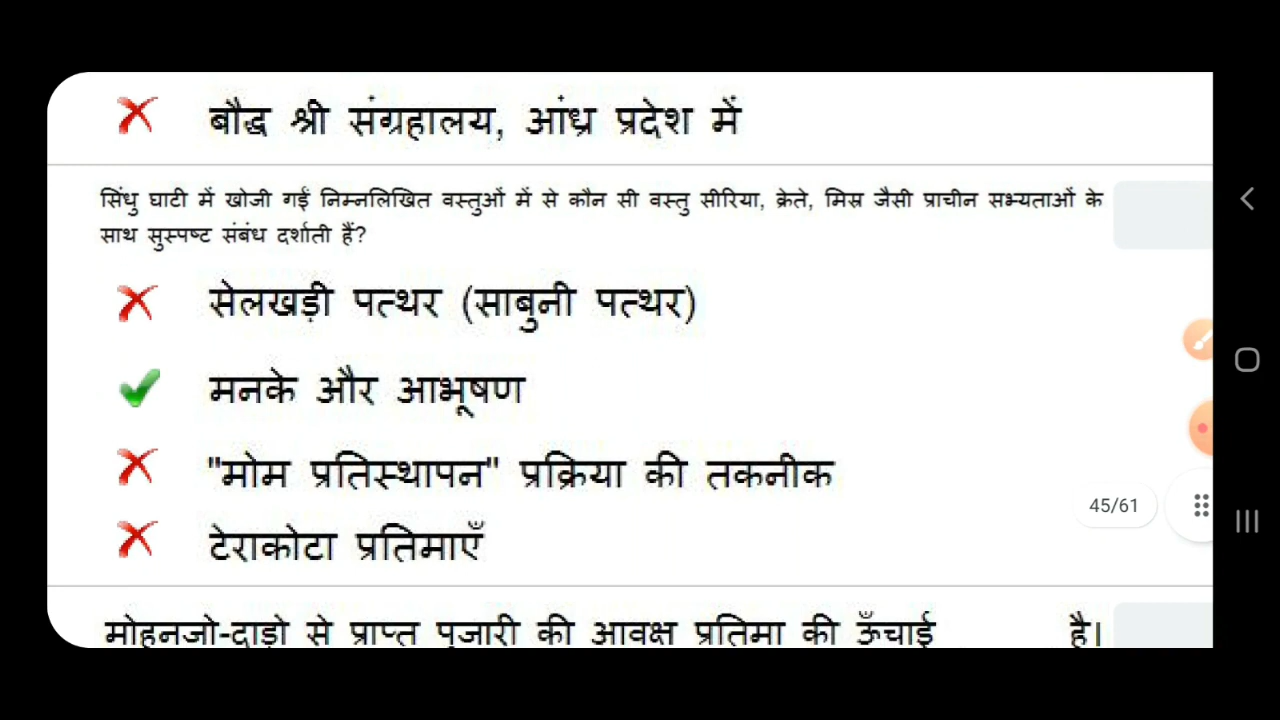 बौद्ध श्री संग्रहालय, आंध्र प्रदेश में
सिंधु घाटी में खोजी गईं निम्नलिखित वस्तुओं में से कौन सी वस्तु सीरिया, क्रेते, मिस्र जैसी प्राचीन सभ्यताओं के
साथ सुस्पष्ट संबंध दर्शाती हैं?
सेलखड़ी पत्थर (साबुनी पत्थर)
मनके और आभूषण
"मोम प्रतिस्थापन" प्रक्रिया की तकनीक
45/61
टेराकोटा प्रतिमाएँ
मोहनजो-दाड़ो से प्राप्त पुजारी की आवक्ष प्रतिमा की ऊँचाई है।